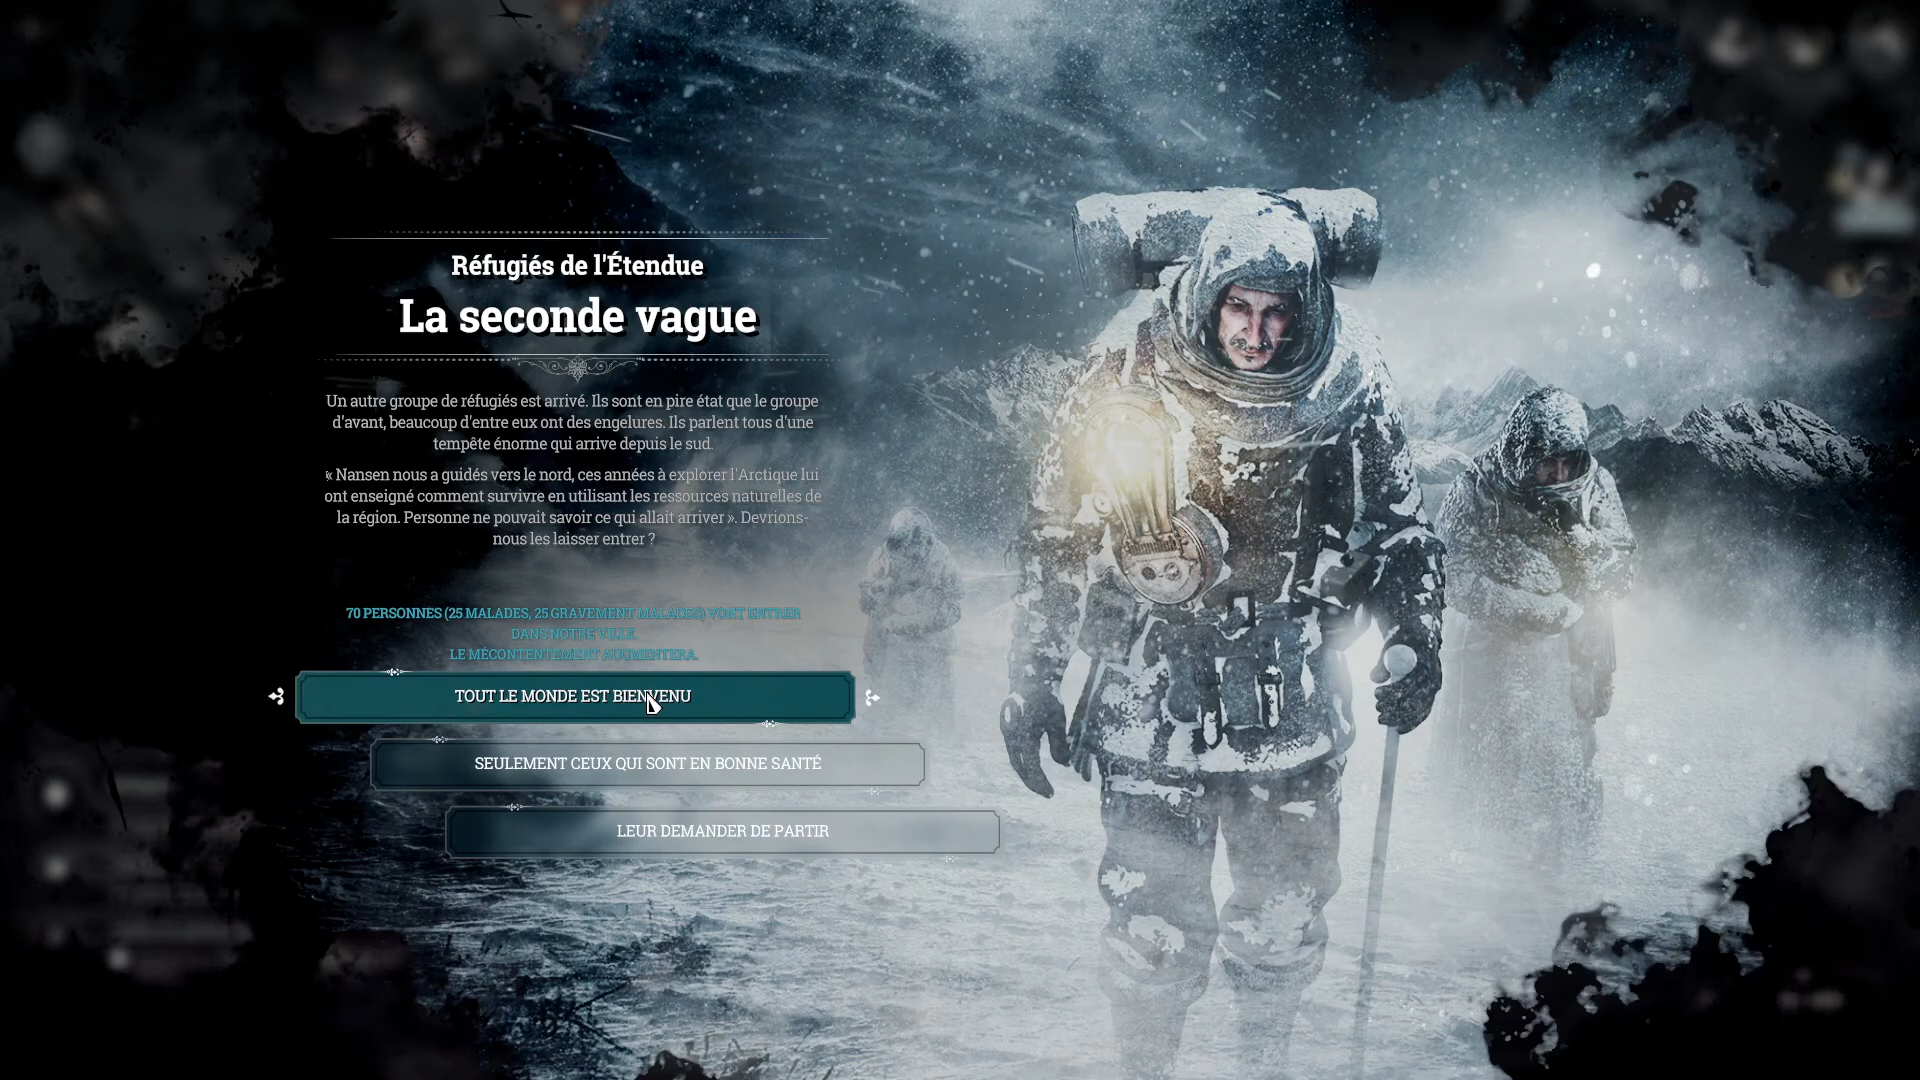 Réfugiés de l'Étendue
La seconde vague
Un autre groupe de réfugiés est arrivé. Ils sont en pire état que le groupe
d'avant, beaucoup d'entre eux ont des engelures. Ils parlent tous d'une
tempête énorme qui arrive depuis le sud.
« Nansen nous a guidés vers le nord, ces années à explorer l'Arctique lui
ont enseigné comment survivre en utilisant les ressources naturelles de
la région. Personne ne pouvait savoir ce qui allait arriver ». Devrions-
nous les laisser entrer ?
70 PERSONNES (25 MALADES, 25 GRAVEMENT MALADES) VONT ENTRER
DANS NOTRE VILLE.
LE MÉCONTENTEMENT AUGMENTERA.
TOUT LE MONDE EST BIENVENU
SEULEMENT CEUX QUI SONT EN BONNE SANTÉ
LEUR DEMANDER DE PARTIR